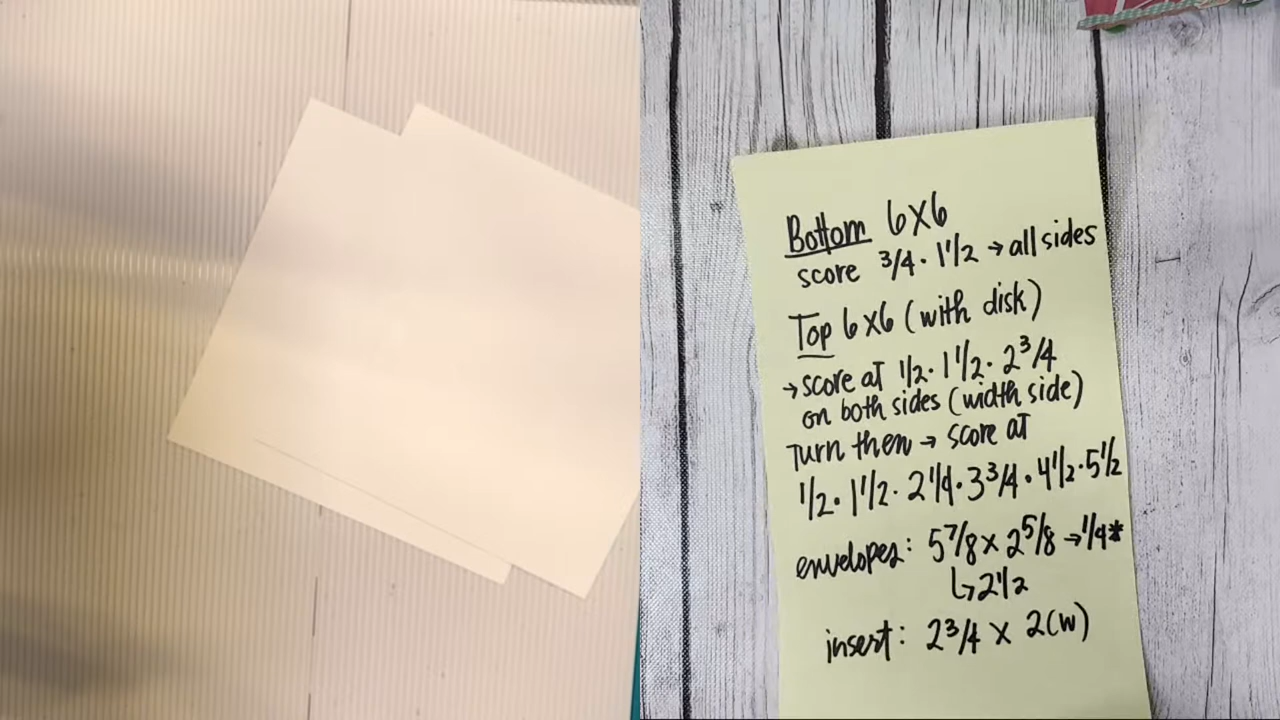 Bottom 6X6
score 3/4 · 1 1/2 → all sides
Top 6X6 (with disk)
→ score at 1/2 · 1 1/2 · 2 3/4
on both sides (width side)
Turn then → score at
1/2 · 1 1/2 · 2 1/4 · 3 3/4 · 4 1/2 · 5 1/2
envelopes: 5 7/8 x 2 5/8 → 1/4*
↳ 2 1/2
insert: 2 3/4 X 2(w)